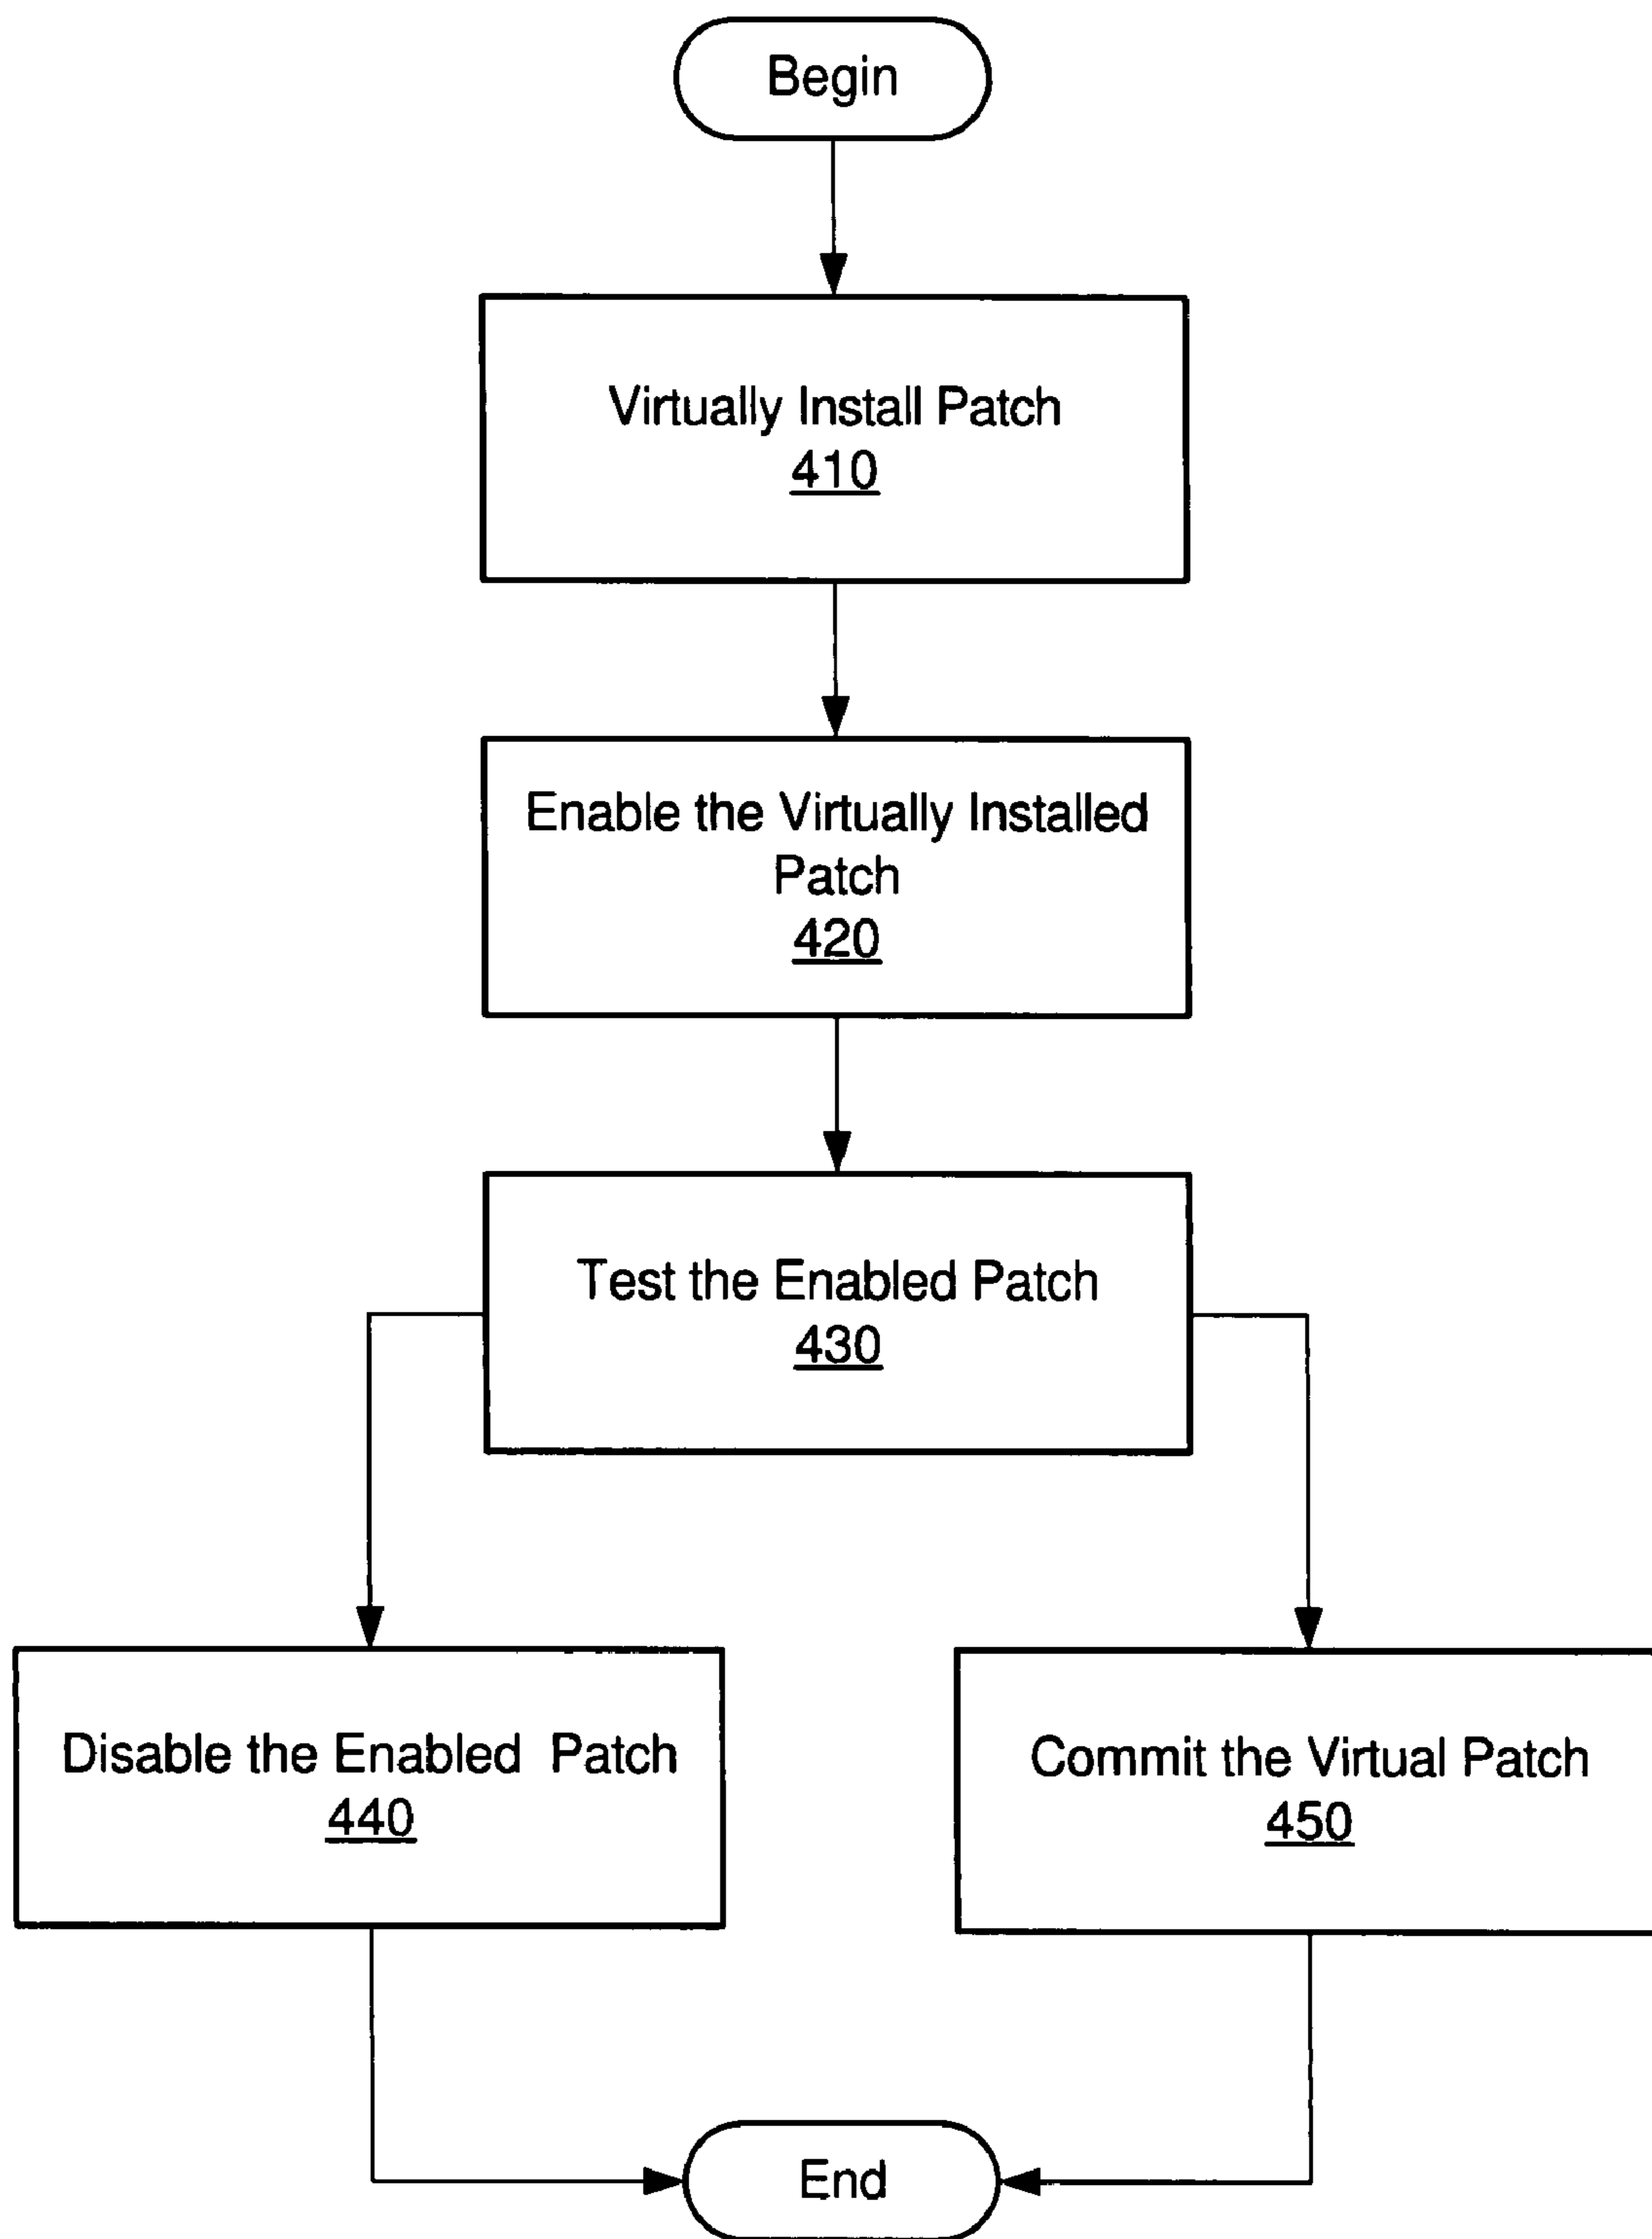 Begin
Virtually Install Patch
410
Enable the Virtually Installed
Patch
420
Test the Enabled Patch
430
Disable the Enabled Patch
440
Commit the Virtual Patch
450
End